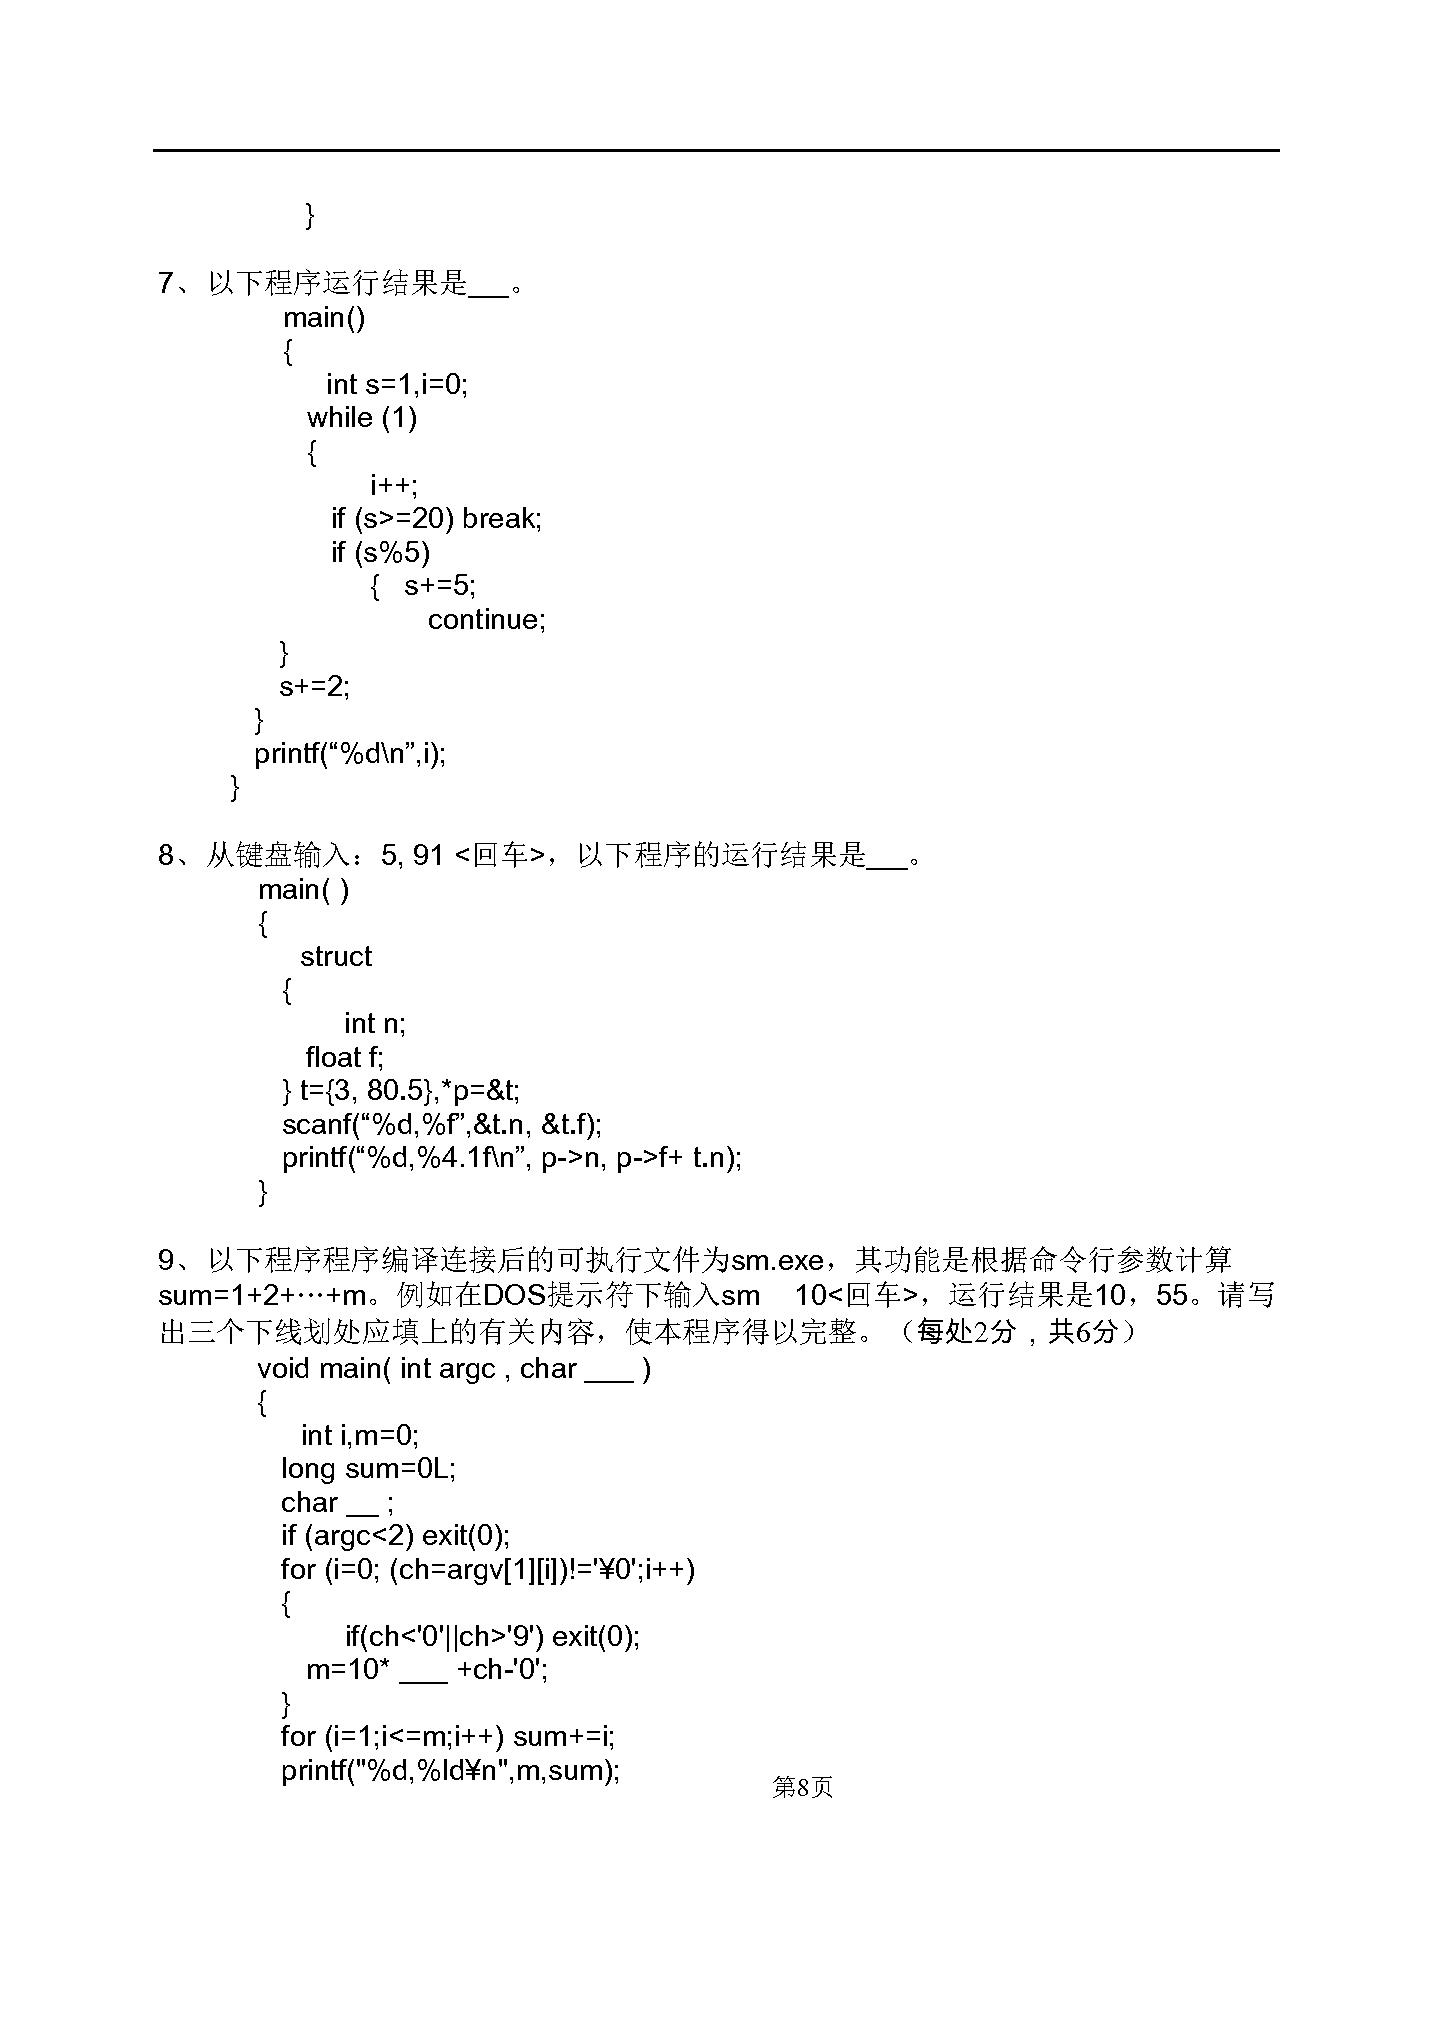 }
7、以下程序运行结果是___。
main()
{
int s=1,i=0;
while (1)
{
i++;
if (s>=20) break;
if (s%5)
{ s+=5;
continue;
}
s+=2;
}
printf(“%d\n”,i);
}
8、从键盘输入：5, 91 <回车>，以下程序的运行结果是___。
main( )
{
struct
{
int n;
float f;
} t={3, 80.5},*p=&t;
scanf(“%d,%f”,&t.n, &t.f);
printf(“%d,%4.1f\n”, p->n, p->f+ t.n);
}
9、以下程序程序编译连接后的可执行文件为sm.exe，其功能是根据命令行参数计算
sum=1+2+…+m。例如在DOS提示符下输入sm 10<回车>，运行结果是10，55。请写
出三个下线划处应填上的有关内容，使本程序得以完整。（每处2分，共6分）
void main( int argc , char ___ )
{
int i,m=0;
long sum=0L;
char __ ;
if (argc<2) exit(0);
for (i=0; (ch=argv[1][i])!='¥0';i++)
{
if(ch<'0'||ch>'9') exit(0);
m=10* ___ +ch-'0';
}
for (i=1;i<=m;i++) sum+=i;
printf("%d,%ld¥n",m,sum);
第8页